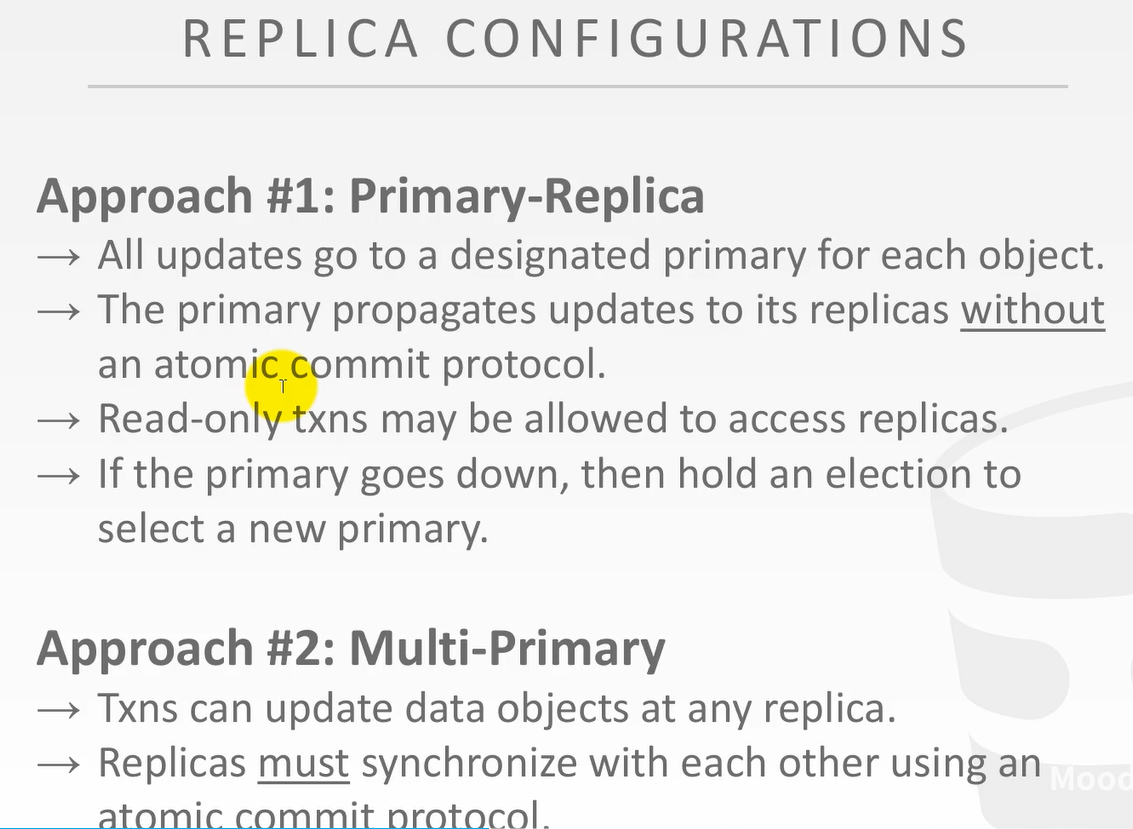 REPLICA CONFIGURATIONS
Approach #1: Primary-Replica
→ All updates go to a designated primary for each object.
→ The primary propagates updates to its replicas without
an atomic commit protocol.
→ Read-only txns may be allowed to access replicas.
→ If the primary goes down, then hold an election to
select a new primary.
Approach #2: Multi-Primary
→ Txns can update data objects at any replica.
→ Replicas must synchronize with each other using an
Mood
atomic commit protocol.